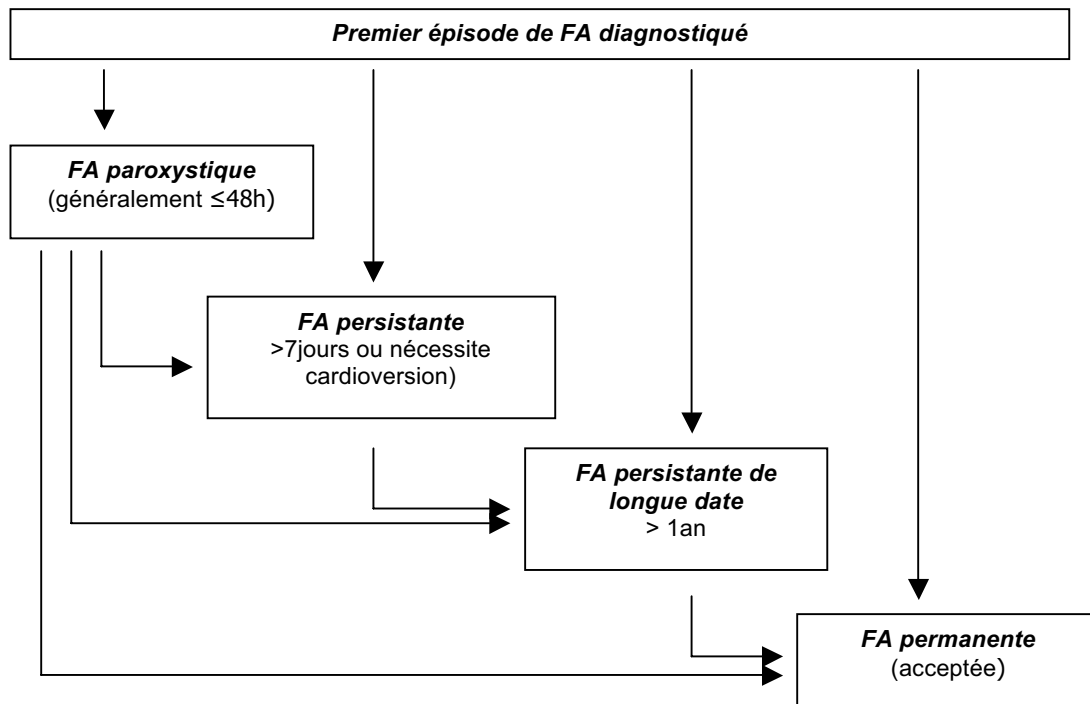 Premier épisode de FA diagnostiqué
FA paroxystique
(généralement ≤48h)
FA persistante
>7jours ou nécessite
cardioversion)
FA persistante de
longue date
> 1an
FA permanente
(acceptée)